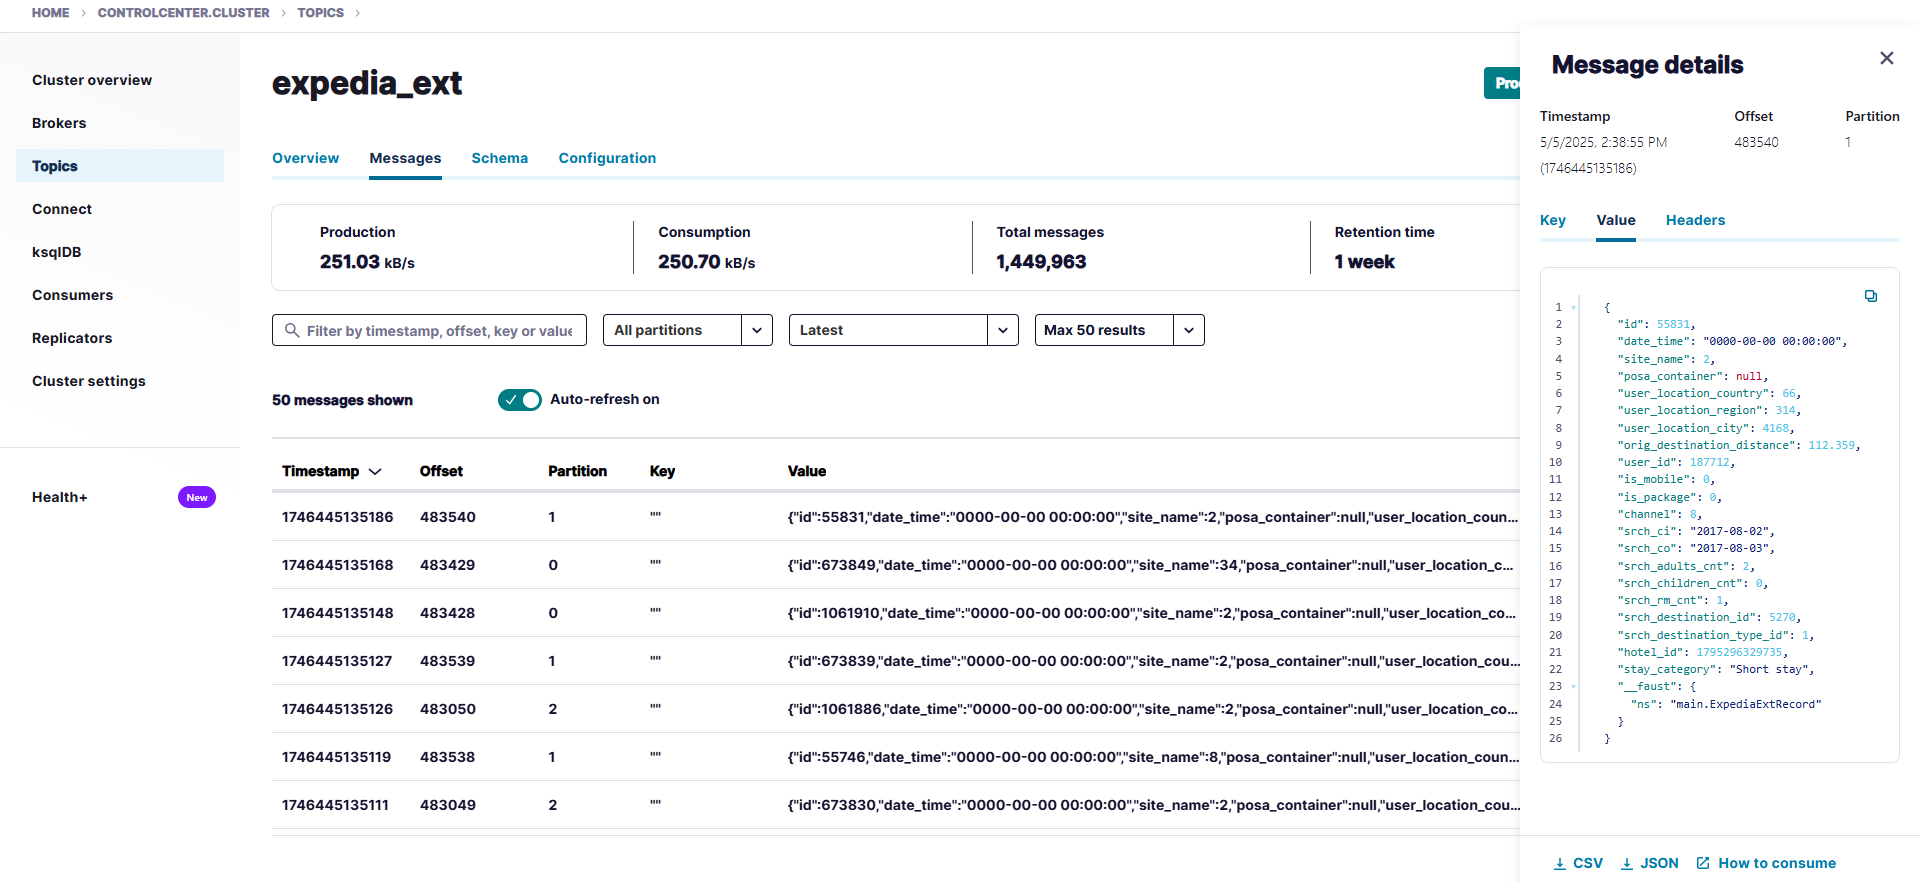 HOME > CONTROLCENTER.CLUSTER > TOPICS >
Cluster overview
Brokers
Topics
Connect
ksqlDB
Consumers
Replicators
Cluster settings
Health+ New
expedia_ext
Overview Messages Schema Configuration
Production Consumption Total messages Retention time
251.03 kB/s 250.70 kB/s 1,449,963 1 week
Filter by timestamp, offset, key or value All partitions Latest Max 50 results
50 messages shown Auto-refresh on
Timestamp Offset Partition Key Value
1746445135186 483540 1 "" {"id":55831,"date_time":"0000-00-00 00:00:00","site_name":2,"posa_container":null,"user_location_coun...
1746445135168 483429 0 "" {"id":673849,"date_time":"0000-00-00 00:00:00","site_name":34,"posa_container":null,"user_location_c...
1746445135148 483428 0 "" {"id":1061910,"date_time":"0000-00-00 00:00:00","site_name":2,"posa_container":null,"user_location_co...
1746445135127 483539 1 "" {"id":673839,"date_time":"0000-00-00 00:00:00","site_name":2,"posa_container":null,"user_location_cou...
1746445135126 483050 2 "" {"id":1061886,"date_time":"0000-00-00 00:00:00","site_name":2,"posa_container":null,"user_location_co...
1746445135119 483538 1 "" {"id":55746,"date_time":"0000-00-00 00:00:00","site_name":8,"posa_container":null,"user_location_coun...
1746445135111 483049 2 "" {"id":673830,"date_time":"0000-00-00 00:00:00","site_name":2,"posa_container":null,"user_location_cou...
Message details
Timestamp Offset Partition
5/5/2025, 2:38:55 PM 483540 1
(1746445135186)
Key Value Headers
1 {
2 "id": 55831,
3 "date_time": "0000-00-00 00:00:00",
4 "site_name": 2,
5 "posa_container": null,
6 "user_location_country": 66,
7 "user_location_region": 314,
8 "user_location_city": 4168,
9 "orig_destination_distance": 112.359,
10 "user_id": 187712,
11 "is_mobile": 0,
12 "is_package": 0,
13 "channel": 8,
14 "srch_ci": "2017-08-02",
15 "srch_co": "2017-08-03",
16 "srch_adults_cnt": 2,
17 "srch_children_cnt": 0,
18 "srch_rm_cnt": 1,
19 "srch_destination_id": 5270,
20 "srch_destination_type_id": 1,
21 "hotel_id": 1795296329735,
22 "stay_category": "Short stay",
23 "__faust": {
24 "ns": "main.ExpediaExtRecord"
25 }
26 }
CSV JSON How to consume